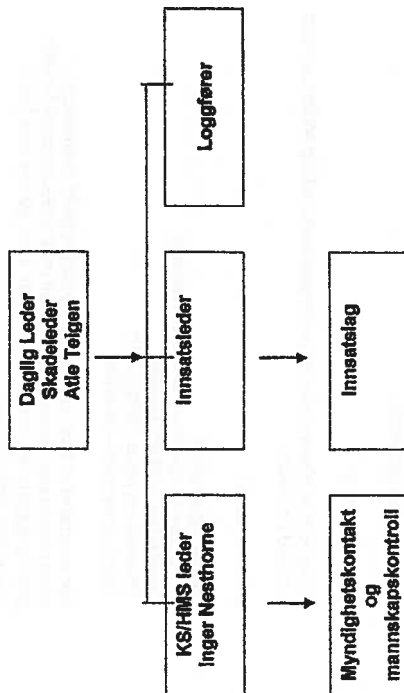 Daglig Leder
Skadeleder
Atle Teigen
KS/HMS leder
Inger Nesthorne
Innsatsleder
Loggfører
Myndighetskontakt
og
mannskapskontroll
Innsatslag